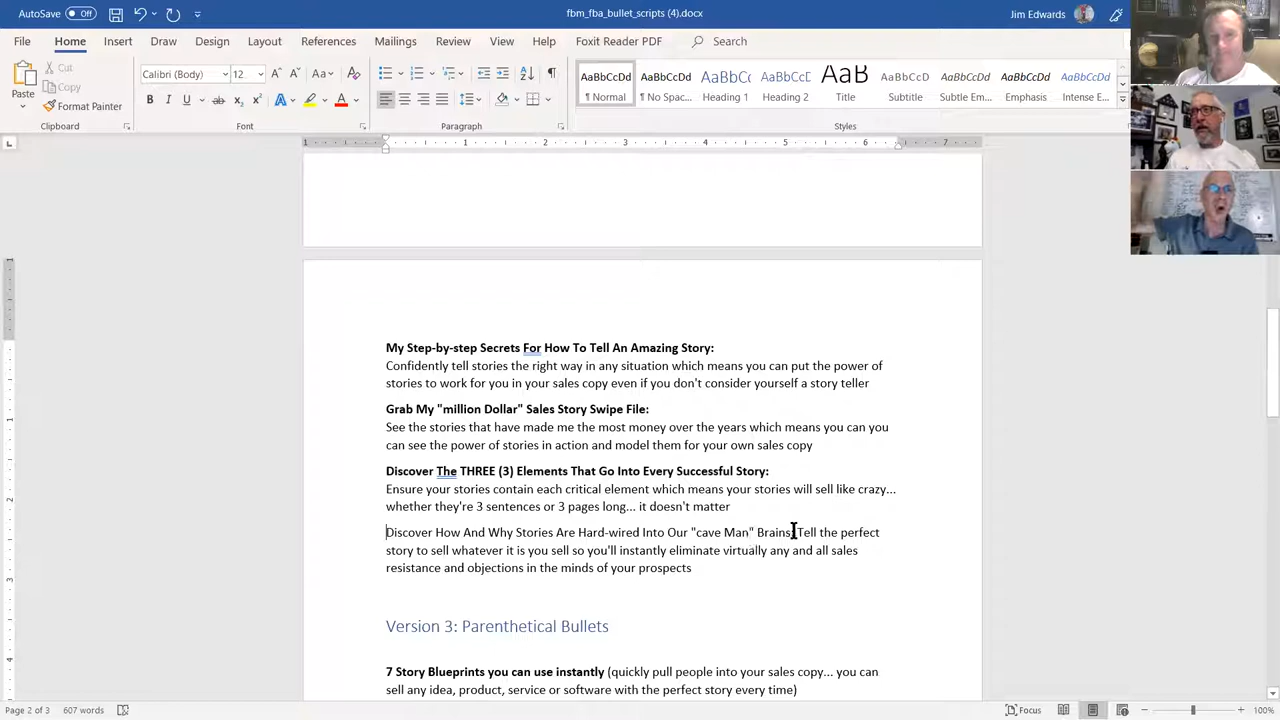 AutoSave Off
fbm_fba_bullet_scripts (4).docx
Jim Edwards
File Home Insert Draw Design Layout References Mailings Review View Help Foxit Reader PDF Search
Paste
Cut
Copy
Format Painter
Calibri (Body) 12
AaBbCcDd AaBbCcDd AaBbCc AaBbCcC AaB AaBbCcD AaBbCcDd AaBbCcDd AaBbCcDd
¶ Normal ¶ No Spac... Heading 1 Heading 2 Title Subtitle Subtle Em... Emphasis Intense E...
Clipboard Font Paragraph Styles
1 1 2 3 4 5 6 7
My Step-by-step Secrets For How To Tell An Amazing Story:
Confidently tell stories the right way in any situation which means you can put the power of
stories to work for you in your sales copy even if you don't consider yourself a story teller
Grab My "million Dollar" Sales Story Swipe File:
See the stories that have made me the most money over the years which means you can you
can see the power of stories in action and model them for your own sales copy
Discover The THREE (3) Elements That Go Into Every Successful Story:
Ensure your stories contain each critical element which means your stories will sell like crazy...
whether they're 3 sentences or 3 pages long... it doesn't matter
Discover How And Why Stories Are Hard-wired Into Our "cave Man" Brains: Tell the perfect
story to sell whatever it is you sell so you'll instantly eliminate virtually any and all sales
resistance and objections in the minds of your prospects
Version 3: Parenthetical Bullets
7 Story Blueprints you can use instantly (quickly pull people into your sales copy... you can
sell any idea, product, service or software with the perfect story every time)
Page 2 of 3 607 words
Focus
100%